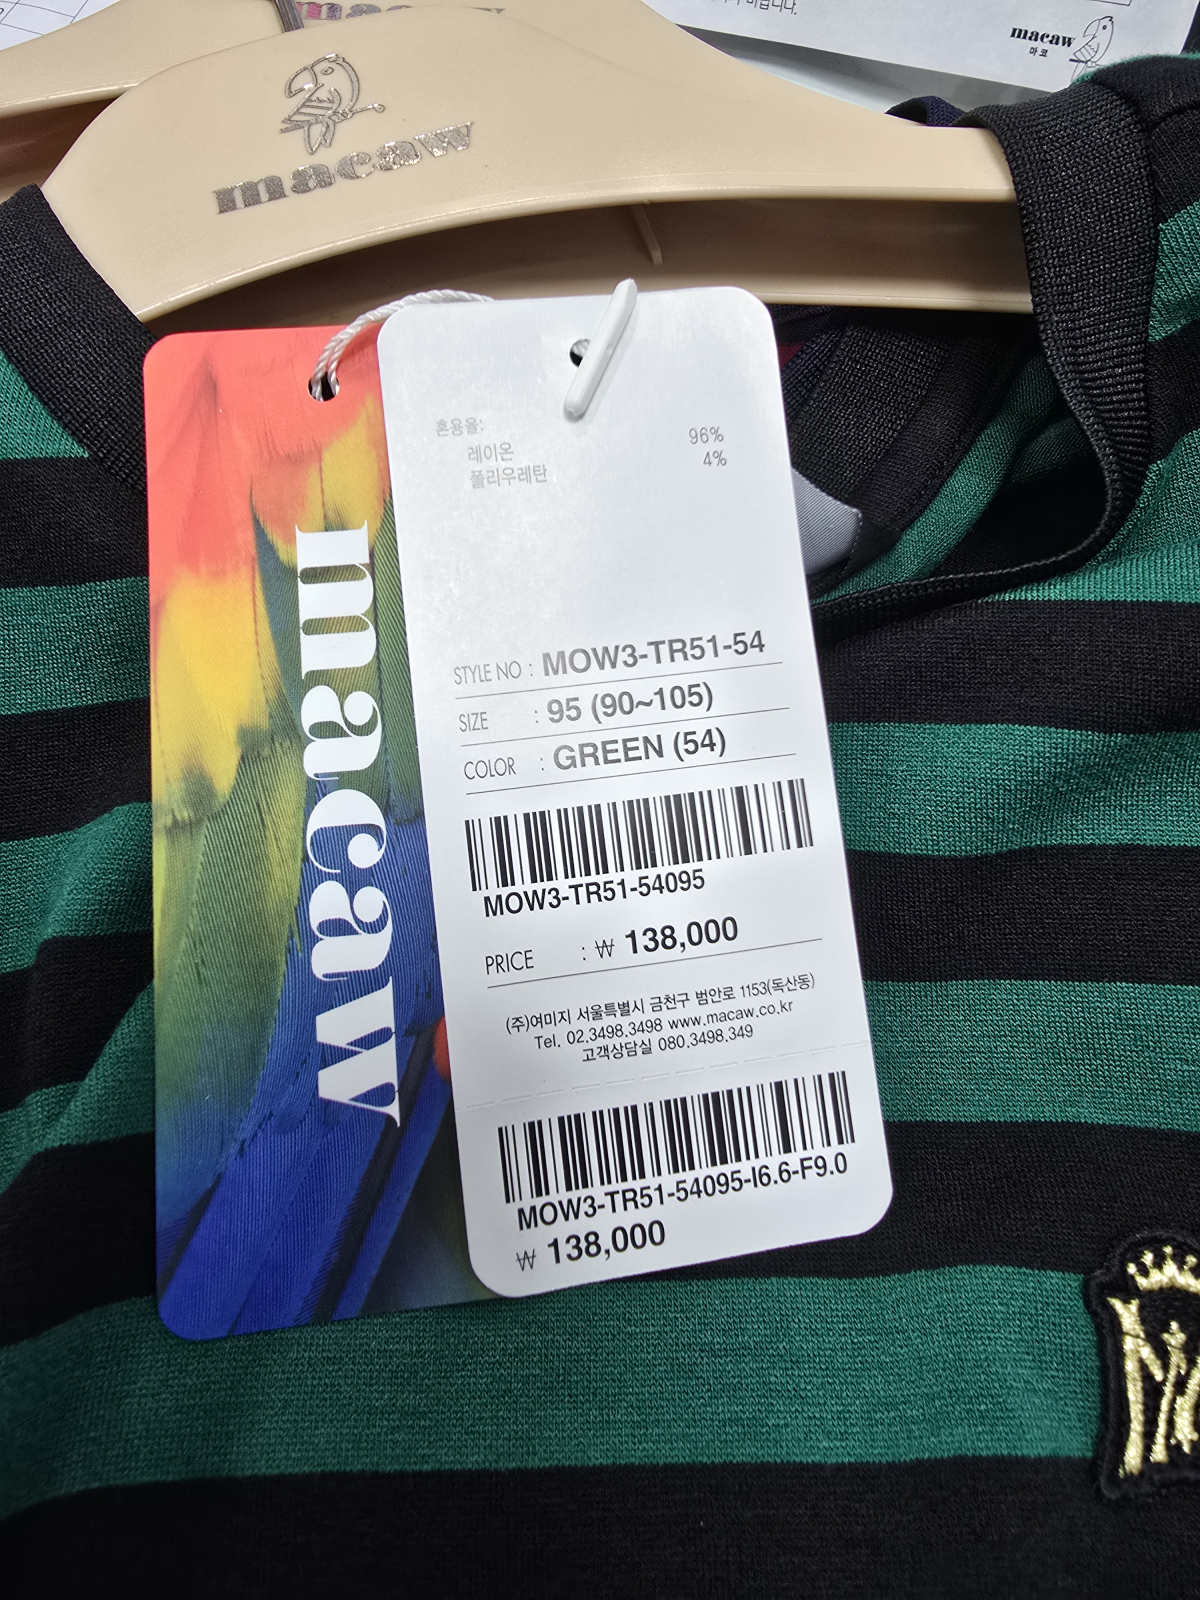 macaw
macaw
마코
macaw
macaw
혼용율:
레이온 96%
폴리우레탄 4%
STYLE NO : MOW3-TR51-54
SIZE : 95 (90~105)
COLOR : GREEN (54)
MOW3-TR51-54095
PRICE : ₩ 138,000
(주)여미지 서울특별시 금천구 범안로 1153(독산동)
Tel. 02.3498.3498 www.macaw.co.kr
고객상담실 080.3498.349
MOW3-TR51-54095-I6.6-F9.0
₩ 138,000